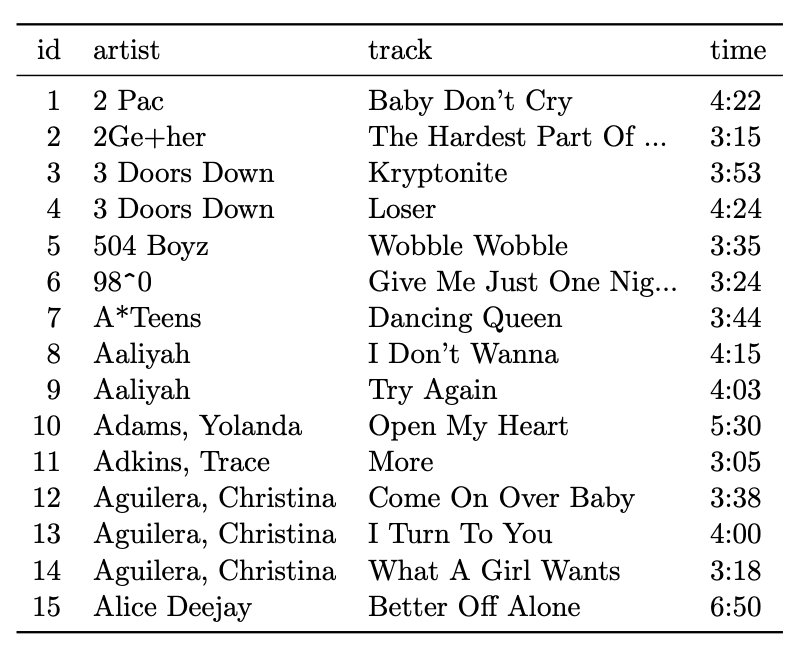 id artist track time
1 2 Pac Baby Don’t Cry 4:22
2 2Ge+her The Hardest Part Of ... 3:15
3 3 Doors Down Kryptonite 3:53
4 3 Doors Down Loser 4:24
5 504 Boyz Wobble Wobble 3:35
6 98^0 Give Me Just One Nig... 3:24
7 A*Teens Dancing Queen 3:44
8 Aaliyah I Don’t Wanna 4:15
9 Aaliyah Try Again 4:03
10 Adams, Yolanda Open My Heart 5:30
11 Adkins, Trace More 3:05
12 Aguilera, Christina Come On Over Baby 3:38
13 Aguilera, Christina I Turn To You 4:00
14 Aguilera, Christina What A Girl Wants 3:18
15 Alice Deejay Better Off Alone 6:50